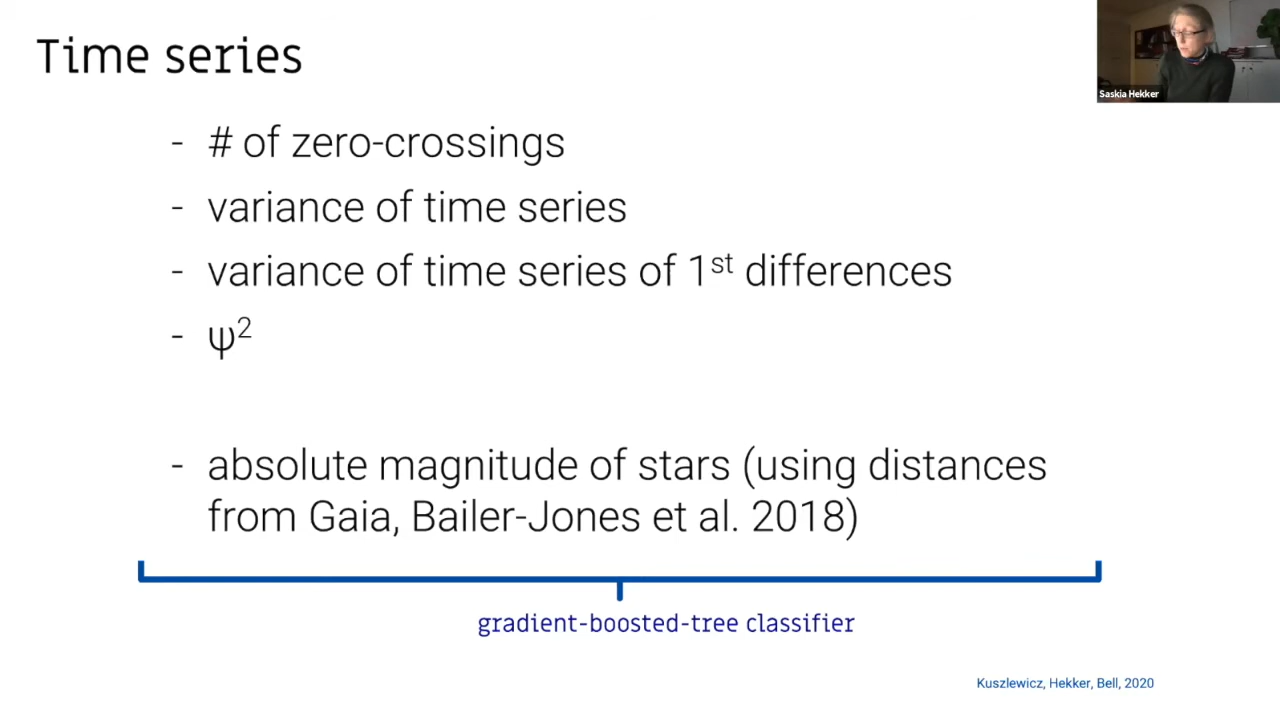 Time series
Saskia Hekker
- # of zero-crossings
- variance of time series
- variance of time series of 1st differences
- ψ²
- absolute magnitude of stars (using distances
from Gaia, Bailer-Jones et al. 2018)
gradient-boosted-tree classifier
Kuszlewicz, Hekker, Bell, 2020